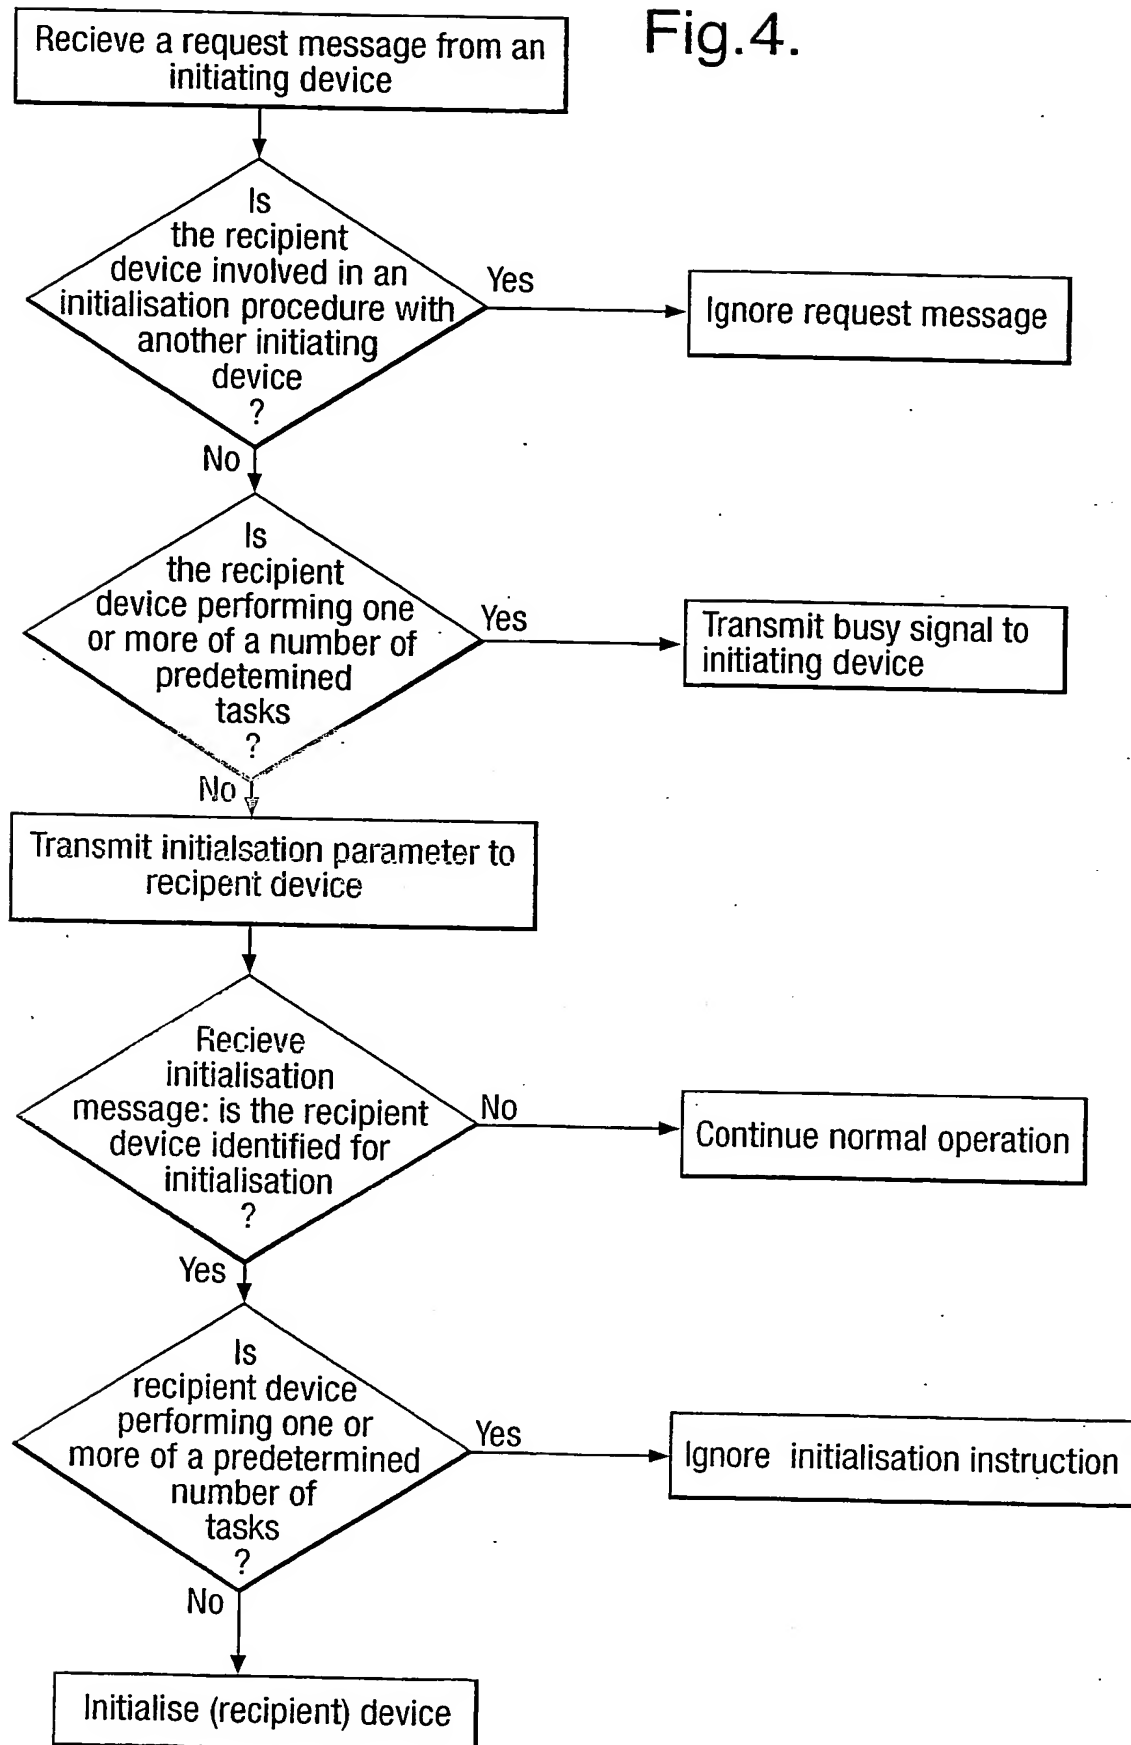 Fig.4.
Recieve a request message from an
initiating device
Is
the recipient
device involved in an
initialisation procedure with
another initiating
device
?
Yes
Ignore request message
No
Is
the recipient
device performing one
or more of a number of
predetemined
tasks
?
Yes
Transmit busy signal to
initiating device
No
Transmit initialsation parameter to
recipent device
Recieve
initialisation
message: is the recipient
device identified for
initialisation
?
No
Continue normal operation
Yes
Is
recipient device
performing one or
more of a predetermined
number of
tasks
?
Yes
Ignore initialisation instruction
No
Initialise (recipient) device